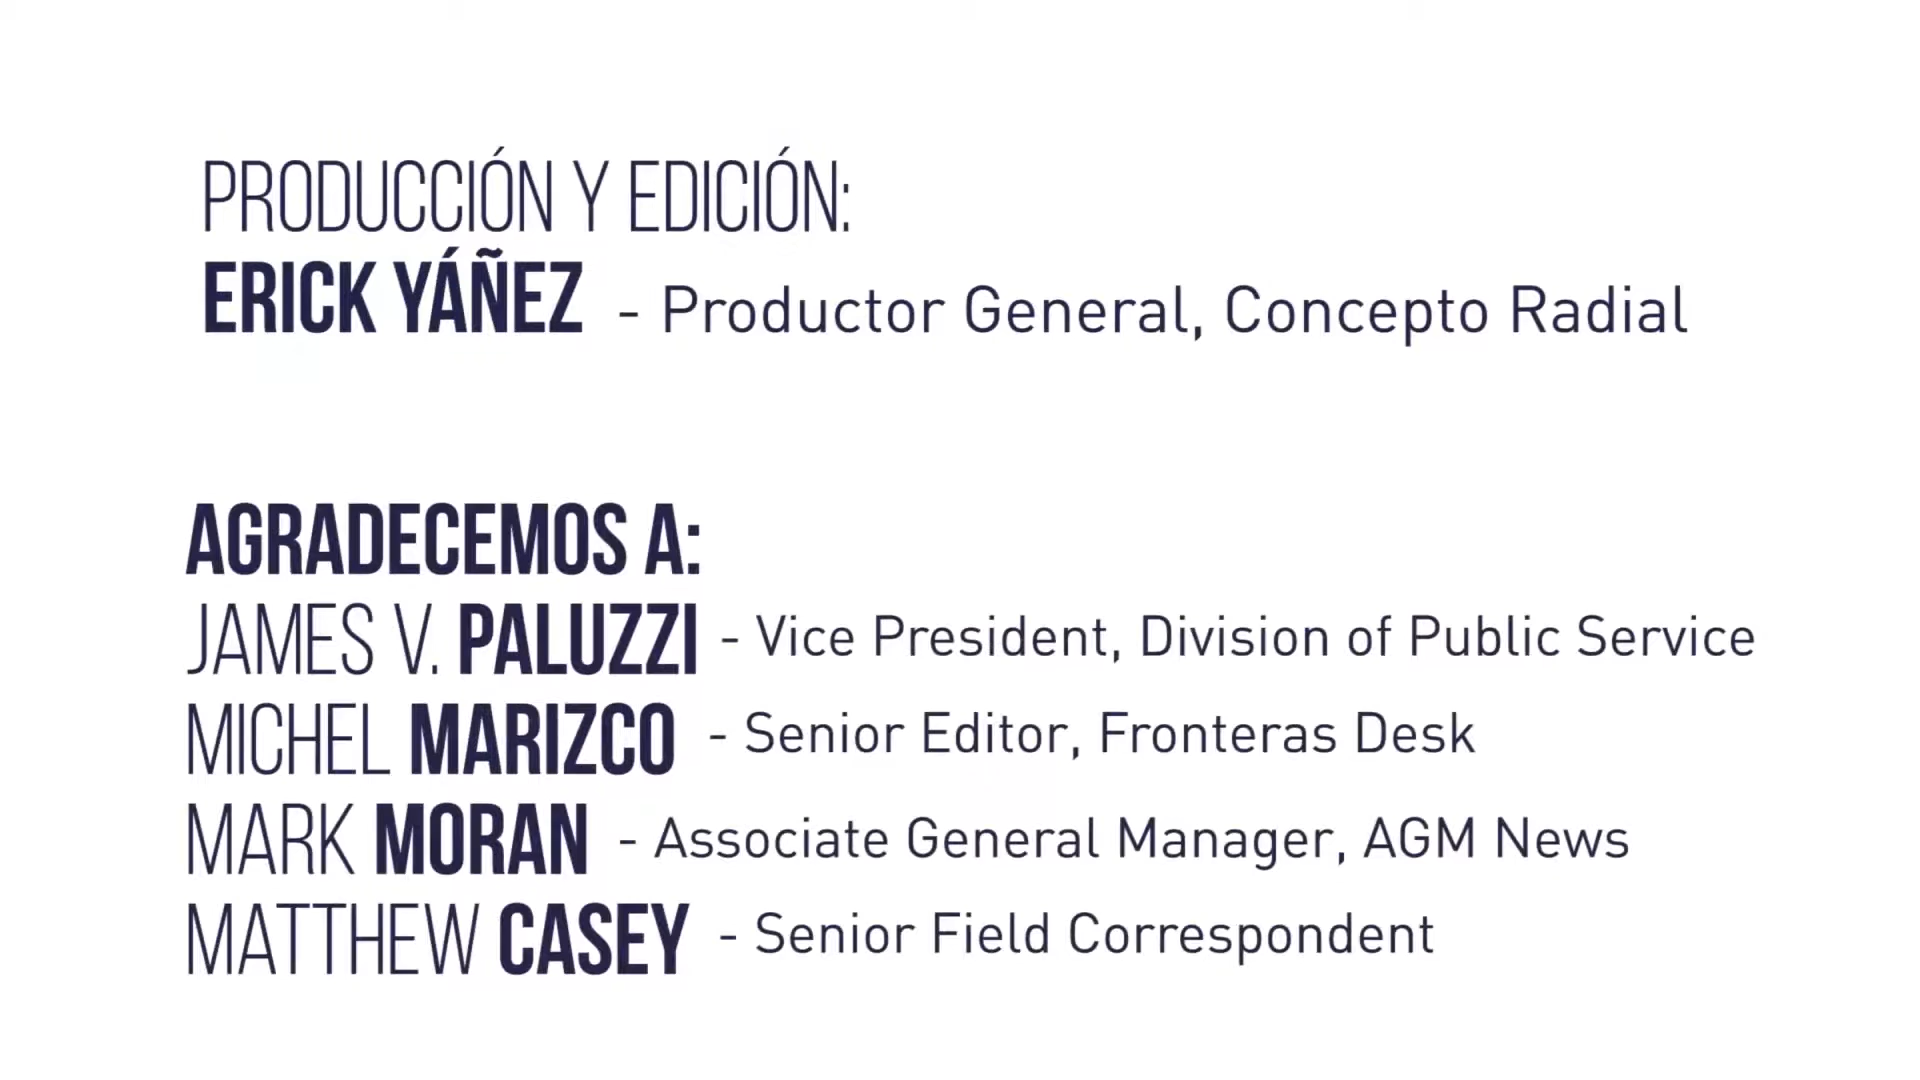 PRODUCCIÓN Y EDICIÓN:
ERICK YÁÑEZ - Productor General, Concepto Radial
AGRADECEMOS A:
JAMES V. PALUZZI - Vice President, Division of Public Service
MICHEL MARIZCO - Senior Editor, Fronteras Desk
MARK MORAN - Associate General Manager, AGM News
MATTHEW CASEY - Senior Field Correspondent